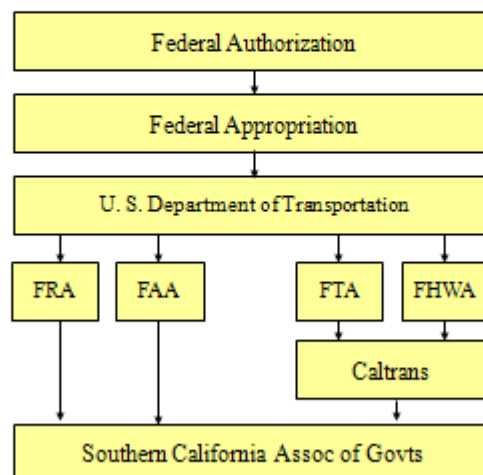 Federal Authorization
Federal Appropriation
U. S. Department of Transportation
FRA
FAA
FTA
FHWA
Caltrans
Southern California Assoc of Govts